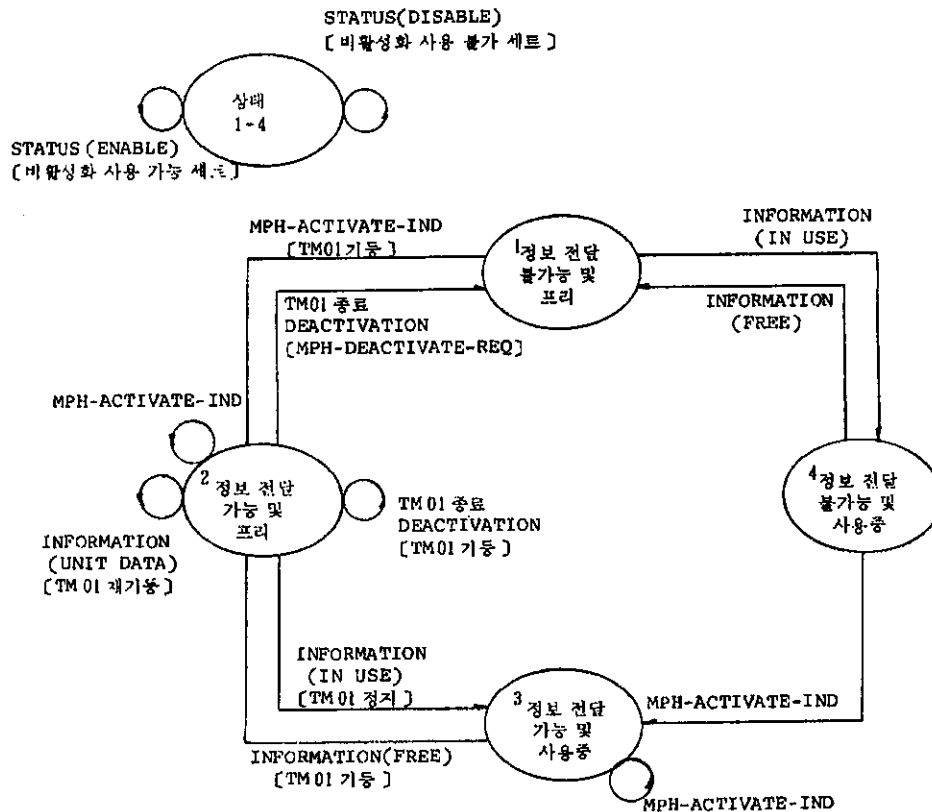 STATUS(DISABLE)
[비활성화 사용 불가 세트]
상태
1~4
STATUS(ENABLE)
[비활성화 사용 가능 세트]
MPH-ACTIVATE-IND
[TM01 기동]
1 정보 전달
불가능 및
프리
INFORMATION
(IN USE)
TM01 종료
DEACTIVATION
[MPH-DEACTIVATE-REQ]
INFORMATION
(FREE)
MPH-ACTIVATE-IND
2 정보 전달
가능 및
프리
TM01 종료
DEACTIVATION
[TM01 기동]
4 정보 전달
불가능 및
사용중
INFORMATION
(UNIT DATA)
[TM01 재기동]
INFORMATION
(IN USE)
[TM01 정지]
3 정보 전달
가능 및
사용중
MPH-ACTIVATE-IND
INFORMATION(FREE)
[TM01 기동]
MPH-ACTIVATE-IND